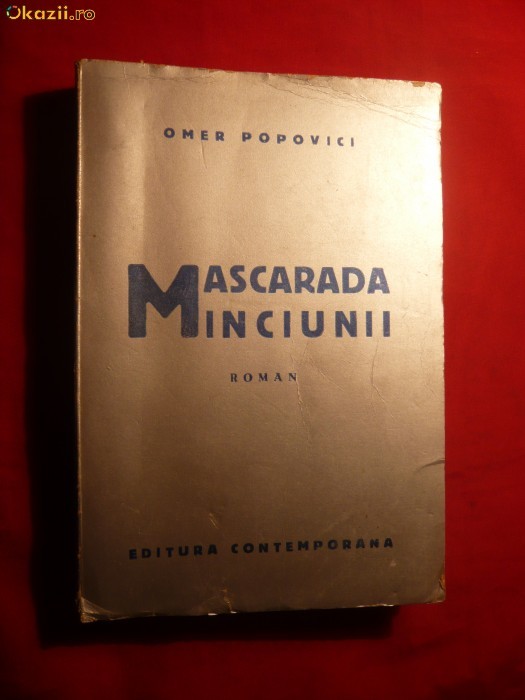 Okazii.ro
OMER POPOVICI
MASCARADA
MINCIUNII
ROMAN
EDITURA CONTEMPORANA